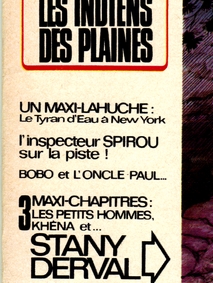 LES INDIENS
DES PLAINES
UN MAXI-LAHUCHE :
Le Tyran d'Eau à New York
l'inspecteur SPIROU
sur la piste !
BOBO et L'ONCLE PAUL...
3 MAXI-CHAPITRES :
LES PETITS HOMMES,
KHÉNA et...
STANY
DERVAL